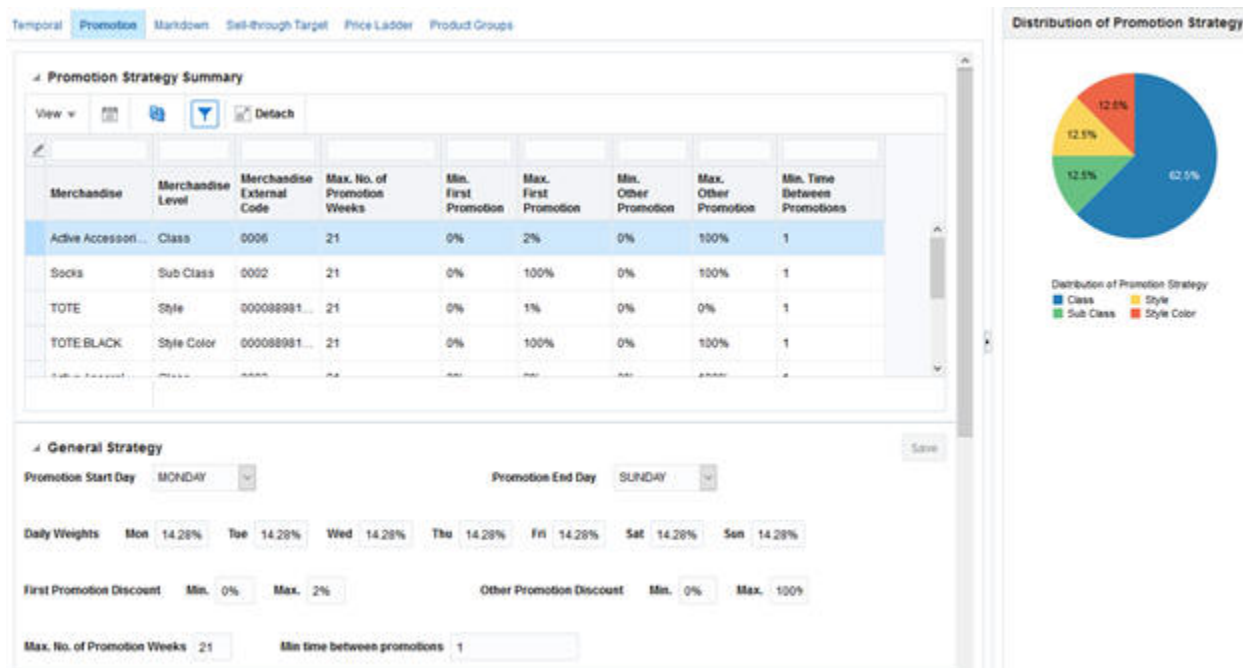 Temporal Promotion Markdown Sell-through Target Price Ladder Product Groups
Distribution of Promotion Strategy
Promotion Strategy Summary
View Detach
Merchandise Merchandise Level Merchandise External Code Max. No. of Promotion Weeks Min. First Promotion Max. First Promotion Min. Other Promotion Max. Other Promotion Min. Time Between Promotions
Active Accessori... Class 0006 21 0% 2% 0% 100% 1
Socks Sub Class 0002 21 0% 100% 0% 100% 1
TOTE Style 000088981... 21 0% 1% 0% 0% 1
TOTE:BLACK Style Color 000088981... 21 0% 100% 0% 100% 1
12.5%
12.5%
12.5%
62.5%
Distribution of Promotion Strategy
Class Style
Sub Class Style Color
General Strategy
Save
Promotion Start Day MONDAY Promotion End Day SUNDAY
Daily Weights Mon 14.28% Tue 14.28% Wed 14.28% Thu 14.28% Fri 14.28% Sat 14.28% Sun 14.28%
First Promotion Discount Min. 0% Max. 2% Other Promotion Discount Min. 0% Max. 100%
Max. No. of Promotion Weeks 21 Min time between promotions 1